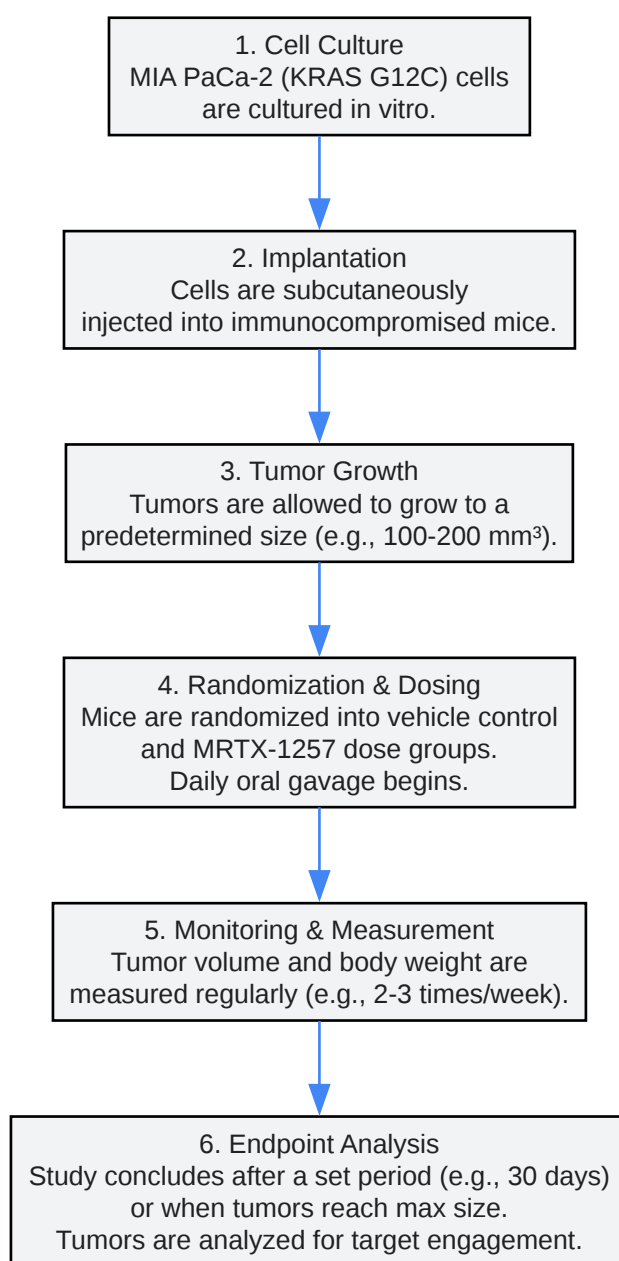 1. Cell Culture
MIA PaCa-2 (KRAS G12C) cells
are cultured in vitro.
2. Implantation
Cells are subcutaneously
injected into immunocompromised mice.
3. Tumor Growth
Tumors are allowed to grow to a
predetermined size (e.g., 100-200 mm³).
4. Randomization & Dosing
Mice are randomized into vehicle control
and MRTX-1257 dose groups.
Daily oral gavage begins.
5. Monitoring & Measurement
Tumor volume and body weight are
measured regularly (e.g., 2-3 times/week).
6. Endpoint Analysis
Study concludes after a set period (e.g., 30 days)
or when tumors reach max size.
Tumors are analyzed for target engagement.